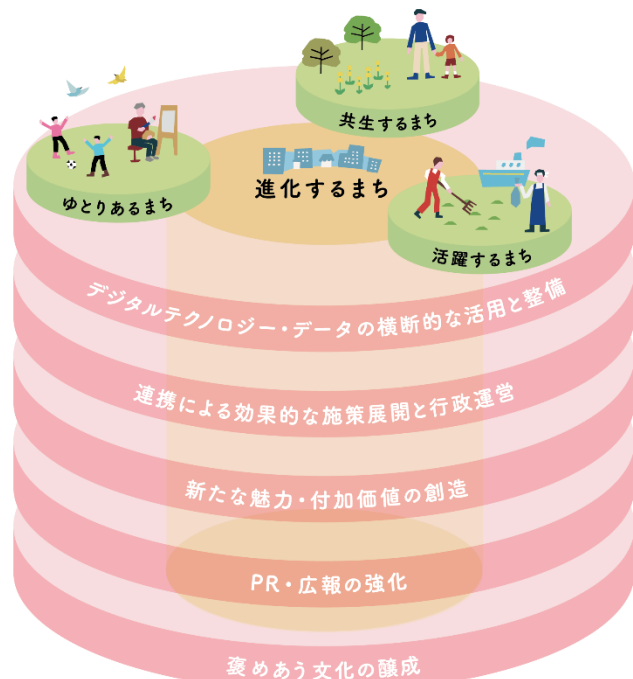 共生するまち
進化するまち
ゆとりあるまち
活躍するまち
デジタルテクノロジー・データの横断的な活用と整備
連携による効果的な施策展開と行政運営
新たな魅力・付加価値の創造
PR・広報の強化
褒めあう文化の醸成